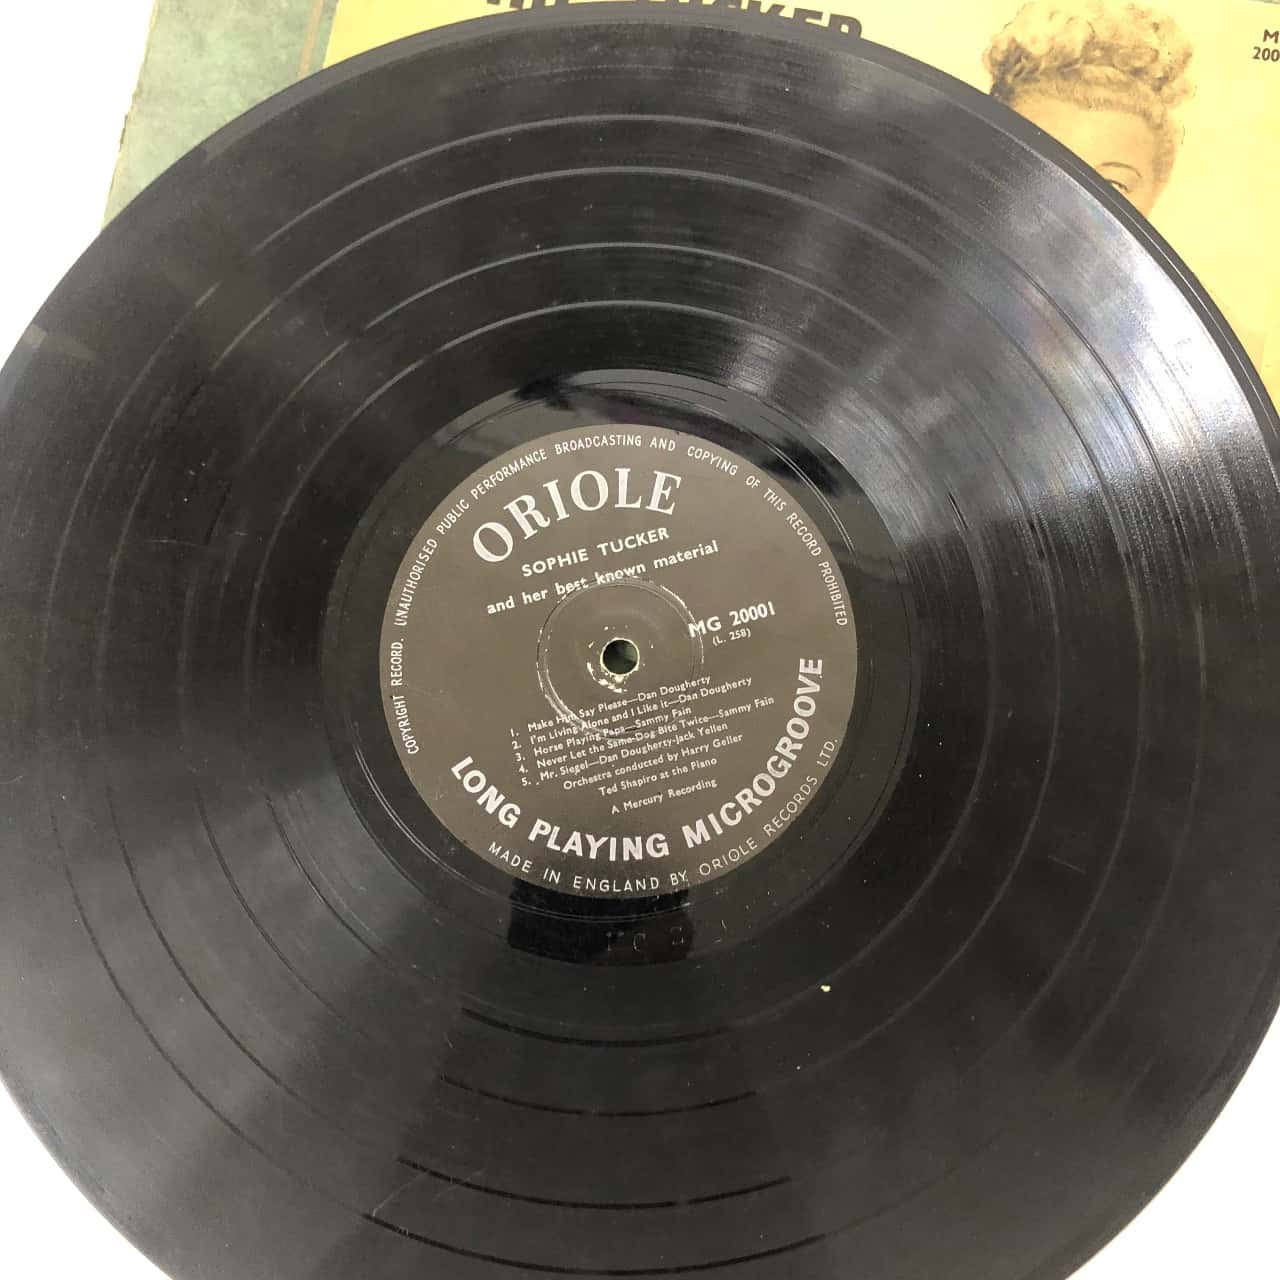 TUCKER
M
200
COPYRIGHT RECORD. UNAUTHORISED PUBLIC PERFORMANCE BROADCASTING AND COPYING OF THIS RECORD PROHIBITED
ORIOLE
SOPHIE TUCKER
and her best known material
MG 20001
(L. 258)
1. Make Him Say Please—Dan Dougherty
2. I'm Living Alone and I Like it—Dan Dougherty
3. Horse Playing Papa—Sammy Fain
4. Never Let the Same Dog Bite Twice—Sammy Fain
5. Mr. Siegel—Dan Dougherty-Jack Yellen
Orchestra conducted by Harry Geller
Ted Shapiro at the Piano
A Mercury Recording
LONG PLAYING MICROGROOVE
MADE IN ENGLAND BY ORIOLE RECORDS LTD.